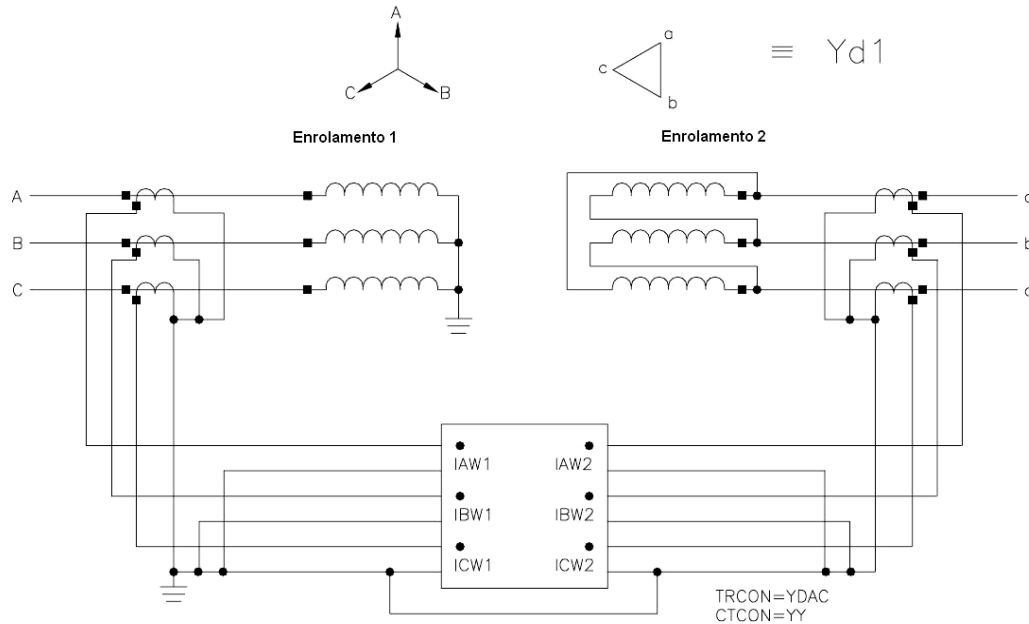 A
C
B
a
c
b
≡ Yd1
Enrolamento 1
Enrolamento 2
A
B
C
b
IAW1
IAW2
IBW1
IBW2
ICW1
ICW2
TRCON=YDAC
CTCON=YY